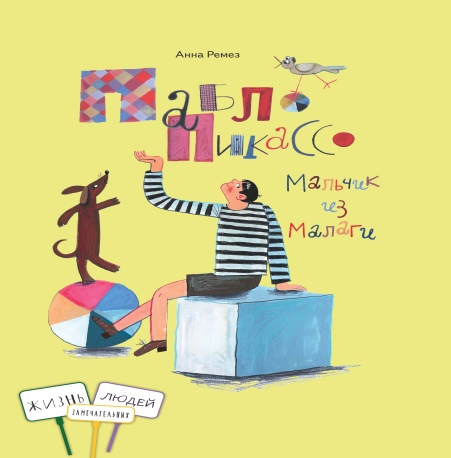 Анна Ремез
Пабло
Пикассо
Мальчик
из
Малаги
ЖИЗНЬ
ЛЮДЕЙ
ЗАМЕЧАТЕЛЬНЫХ